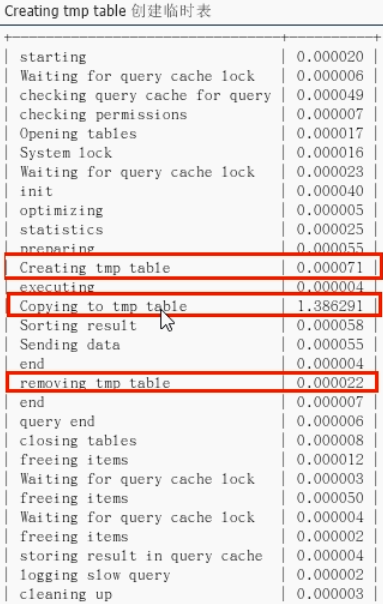 Creating tmp table 创建临时表
+----------------------------------+-----------+
| starting | 0.000020 |
| Waiting for query cache lock | 0.000006 |
| checking query cache for query | 0.000049 |
| checking permissions | 0.000007 |
| Opening tables | 0.000017 |
| System lock | 0.000016 |
| Waiting for query cache lock | 0.000023 |
| init | 0.000040 |
| optimizing | 0.000005 |
| statistics | 0.000025 |
| preparing | 0.000055 |
| Creating tmp table | 0.000071 |
| executing | 0.000004 |
| Copying to tmp table | 1.386291 |
| Sorting result | 0.000058 |
| Sending data | 0.000055 |
| end | 0.000004 |
| removing tmp table | 0.000022 |
| end | 0.000007 |
| query end | 0.000006 |
| closing tables | 0.000008 |
| freeing items | 0.000012 |
| Waiting for query cache lock | 0.000003 |
| freeing items | 0.000050 |
| Waiting for query cache lock | 0.000004 |
| freeing items | 0.000002 |
| storing result in query cache | 0.000004 |
| logging slow query | 0.000002 |
| cleaning up | 0.000003 |